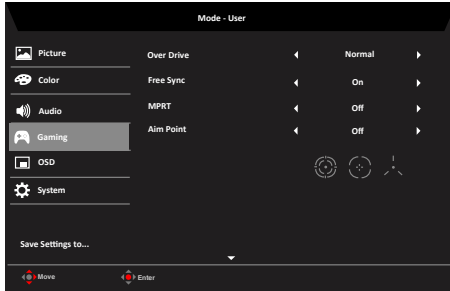 Mode - User
Picture
Over Drive Normal
Color
Free Sync On
Audio
MPRT Off
Gaming
Aim Point Off
OSD
System
Save Settings to...
Move Enter